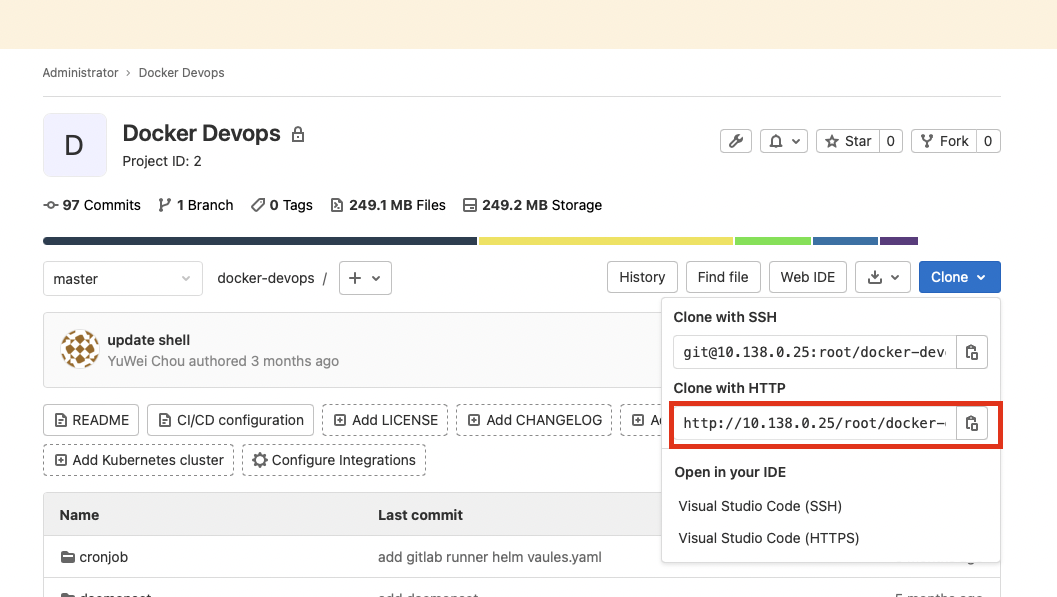 Administrator › Docker Devops
D
Docker Devops
Project ID: 2
Star 0
Fork 0
97 Commits 1 Branch 0 Tags 249.1 MB Files 249.2 MB Storage
master
docker-devops /
History Find file Web IDE Clone
update shell
YuWei Chou authored 3 months ago
Clone with SSH
git@10.138.0.25:root/docker-dev
Clone with HTTP
http://10.138.0.25/root/docker-
Open in your IDE
Visual Studio Code (SSH)
Visual Studio Code (HTTPS)
README CI/CD configuration Add LICENSE Add CHANGELOG
Add Kubernetes cluster Configure Integrations
Name Last commit
cronjob add gitlab runner helm vaules.yaml